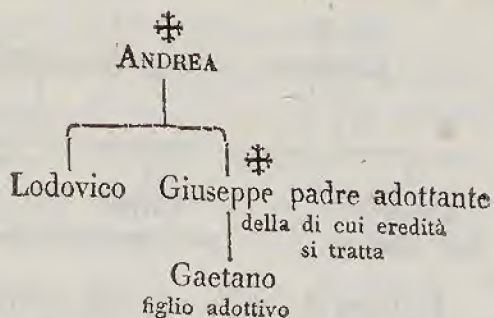 ANDREA
Lodovico Giuseppe padre adottante
della di cui eredità
si tratta
Gaetano
figlio adottivo